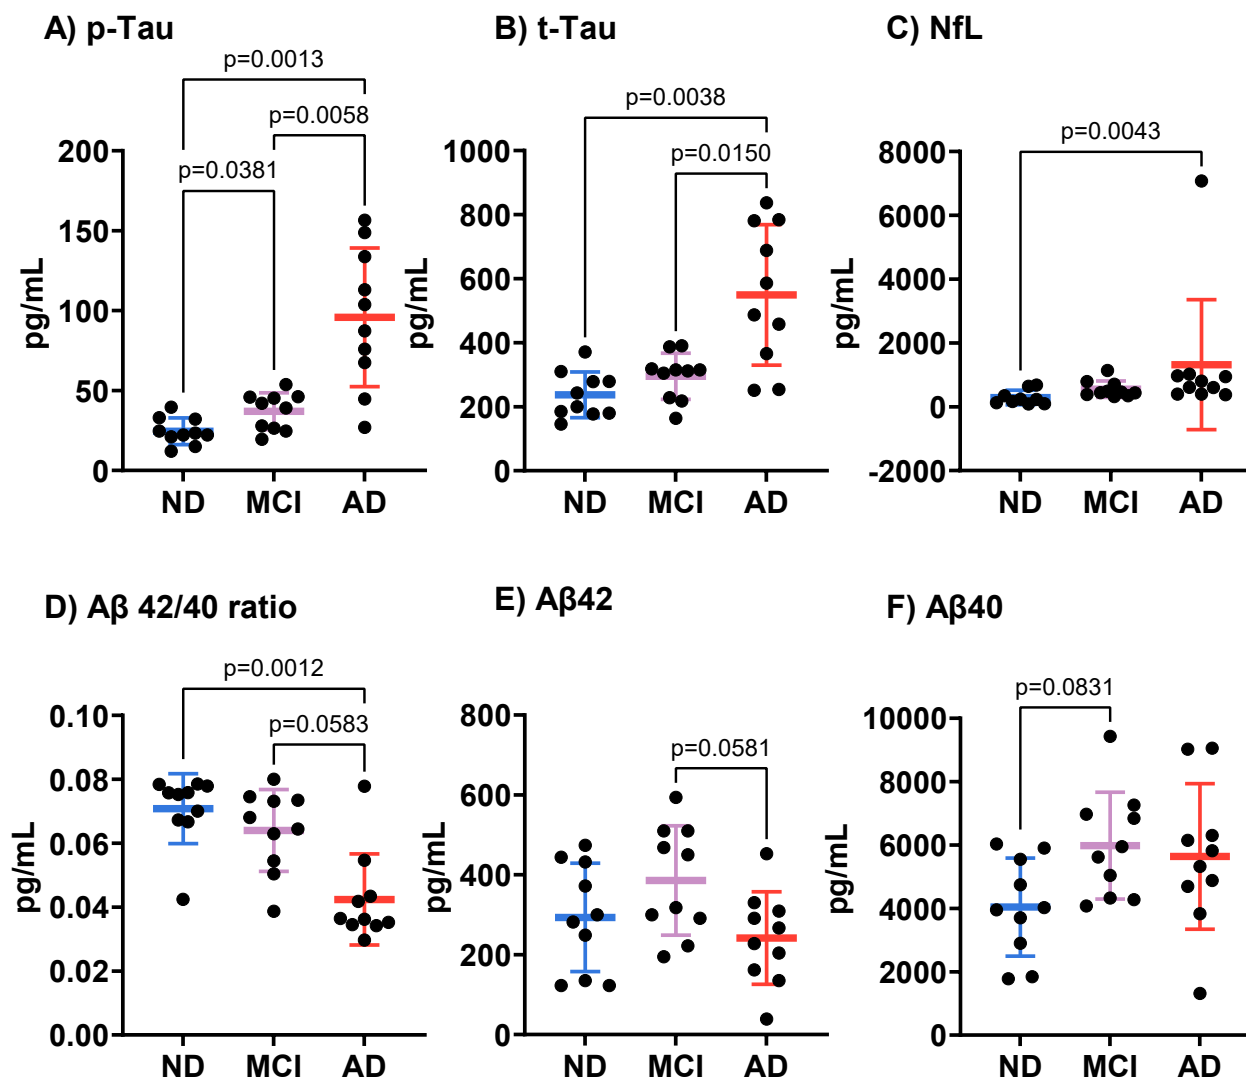 A) p-Tau
p=0.0013
p=0.0058
p=0.0381
200
150
100
50
0
pg/mL
ND MCI AD
B) t-Tau
p=0.0038
p=0.0150
1000
800
600
400
200
0
pg/mL
ND MCI AD
C) NfL
p=0.0043
8000
6000
4000
2000
0
-2000
pg/mL
ND MCI AD
D) Aβ 42/40 ratio
p=0.0012
p=0.0583
0.10
0.08
0.06
0.04
0.02
0.00
pg/mL
ND MCI AD
E) Aβ42
p=0.0581
800
600
400
200
0
pg/mL
ND MCI AD
F) Aβ40
p=0.0831
10000
8000
6000
4000
2000
0
pg/mL
ND MCI AD